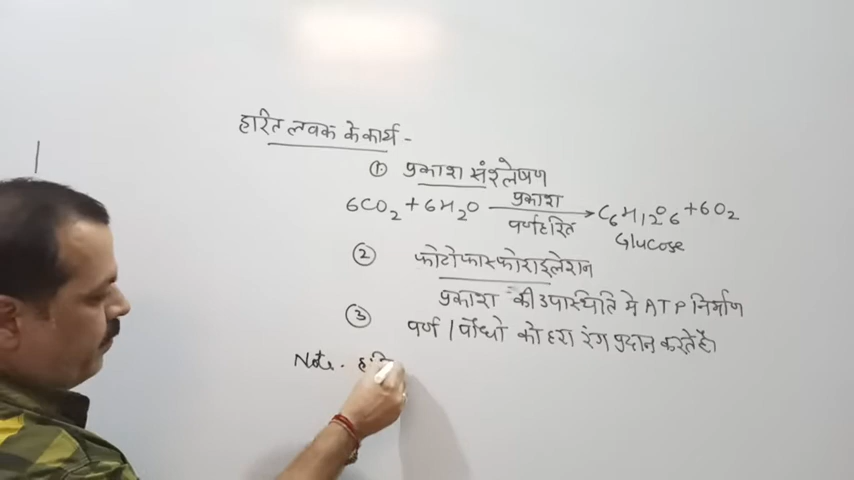 हरित लवक के कार्य -
① प्रकाश संश्लेषण
6CO2 + 6H2O प्रकाश पर्णहरित → C6H12O6 + 6O2
Glucose
② फोटोफास्फोराइलेशन
प्रकाश की उपास्थिति मे ATP निर्माण
③ पर्ण / पौधो को हरा रंग प्रदान करते है।
Note -